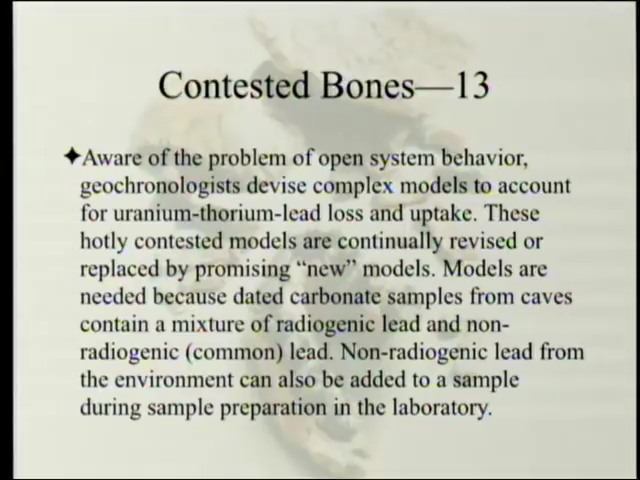 Contested Bones—13
✦Aware of the problem of open system behavior,
geochronologists devise complex models to account
for uranium-thorium-lead loss and uptake. These
hotly contested models are continually revised or
replaced by promising “new” models. Models are
needed because dated carbonate samples from caves
contain a mixture of radiogenic lead and non-
radiogenic (common) lead. Non-radiogenic lead from
the environment can also be added to a sample
during sample preparation in the laboratory.